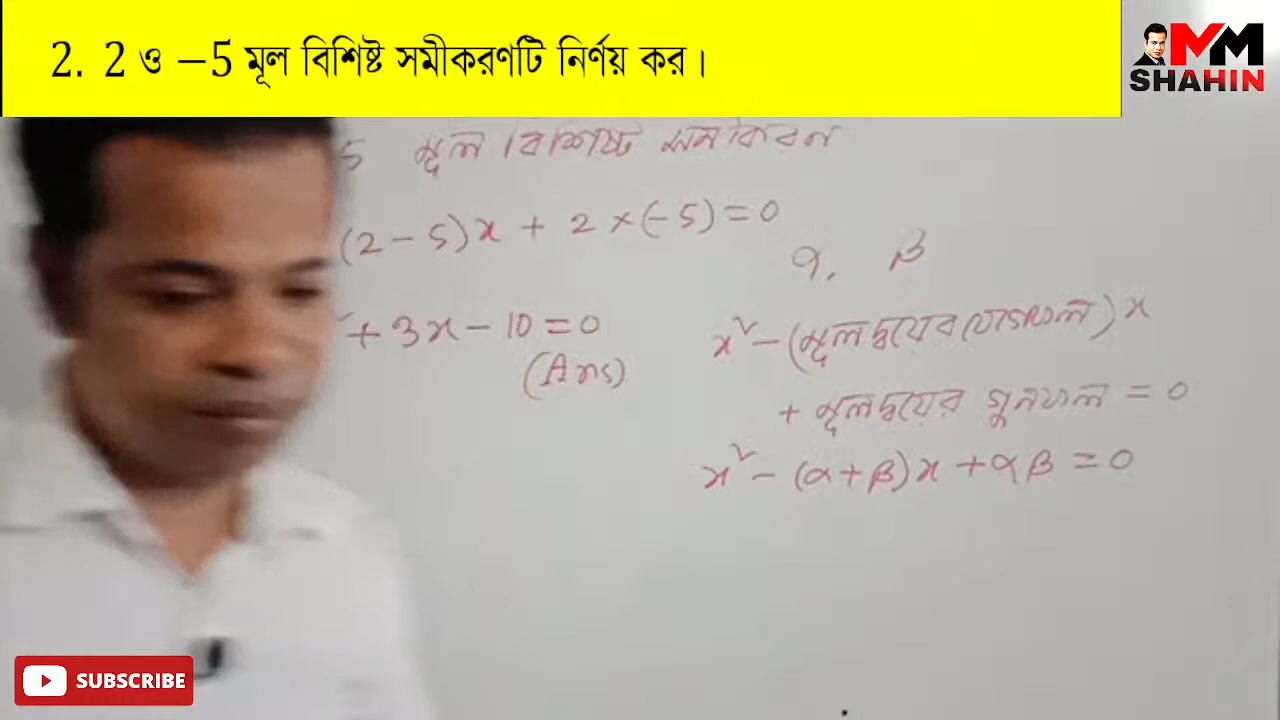 2. 2 ও −5 মূল বিশিষ্ট সমীকরণটি নির্ণয় কর।
MM
SHAHIN
5 মূল বিশিষ্ট সমীকরণ
(2 − 5)x + 2 × (−5) = 0
α, β
+ 3x − 10 = 0
(Ans)
x² − (মূলদ্বয়ের যোগফল) x
+ মূলদ্বয়ের গুনফল = 0
x² − (α + β)x + αβ = 0
SUBSCRIBE